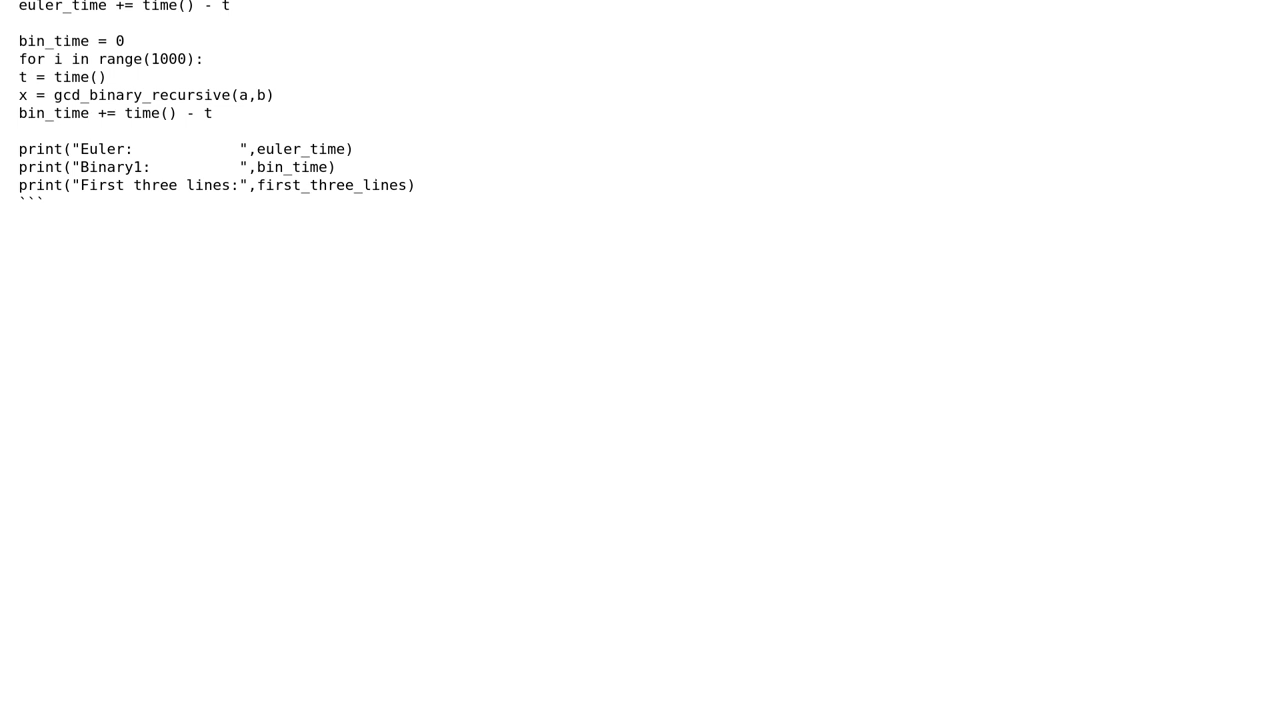 euler_time += time() - t

bin_time = 0
for i in range(1000):
t = time()
x = gcd_binary_recursive(a,b)
bin_time += time() - t

print("Euler:            ",euler_time)
print("Binary1:          ",bin_time)
print("First three lines:",first_three_lines)
```